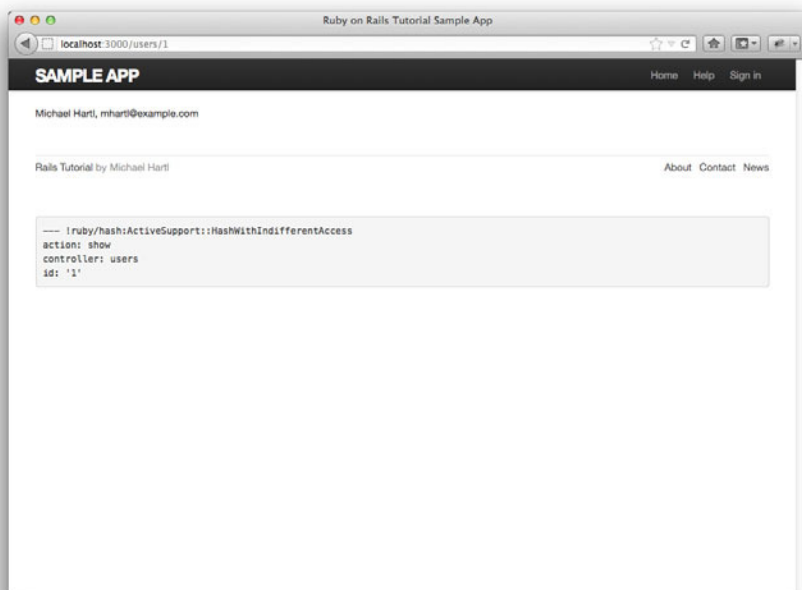 Ruby on Rails Tutorial Sample App
localhost:3000/users/1
SAMPLE APP
Home Help Sign in
Michael Hartl, mhartl@example.com
Rails Tutorial by Michael Hartl
About Contact News
--- !ruby/hash:ActiveSupport::HashWithIndifferentAccess
action: show
controller: users
id: '1'